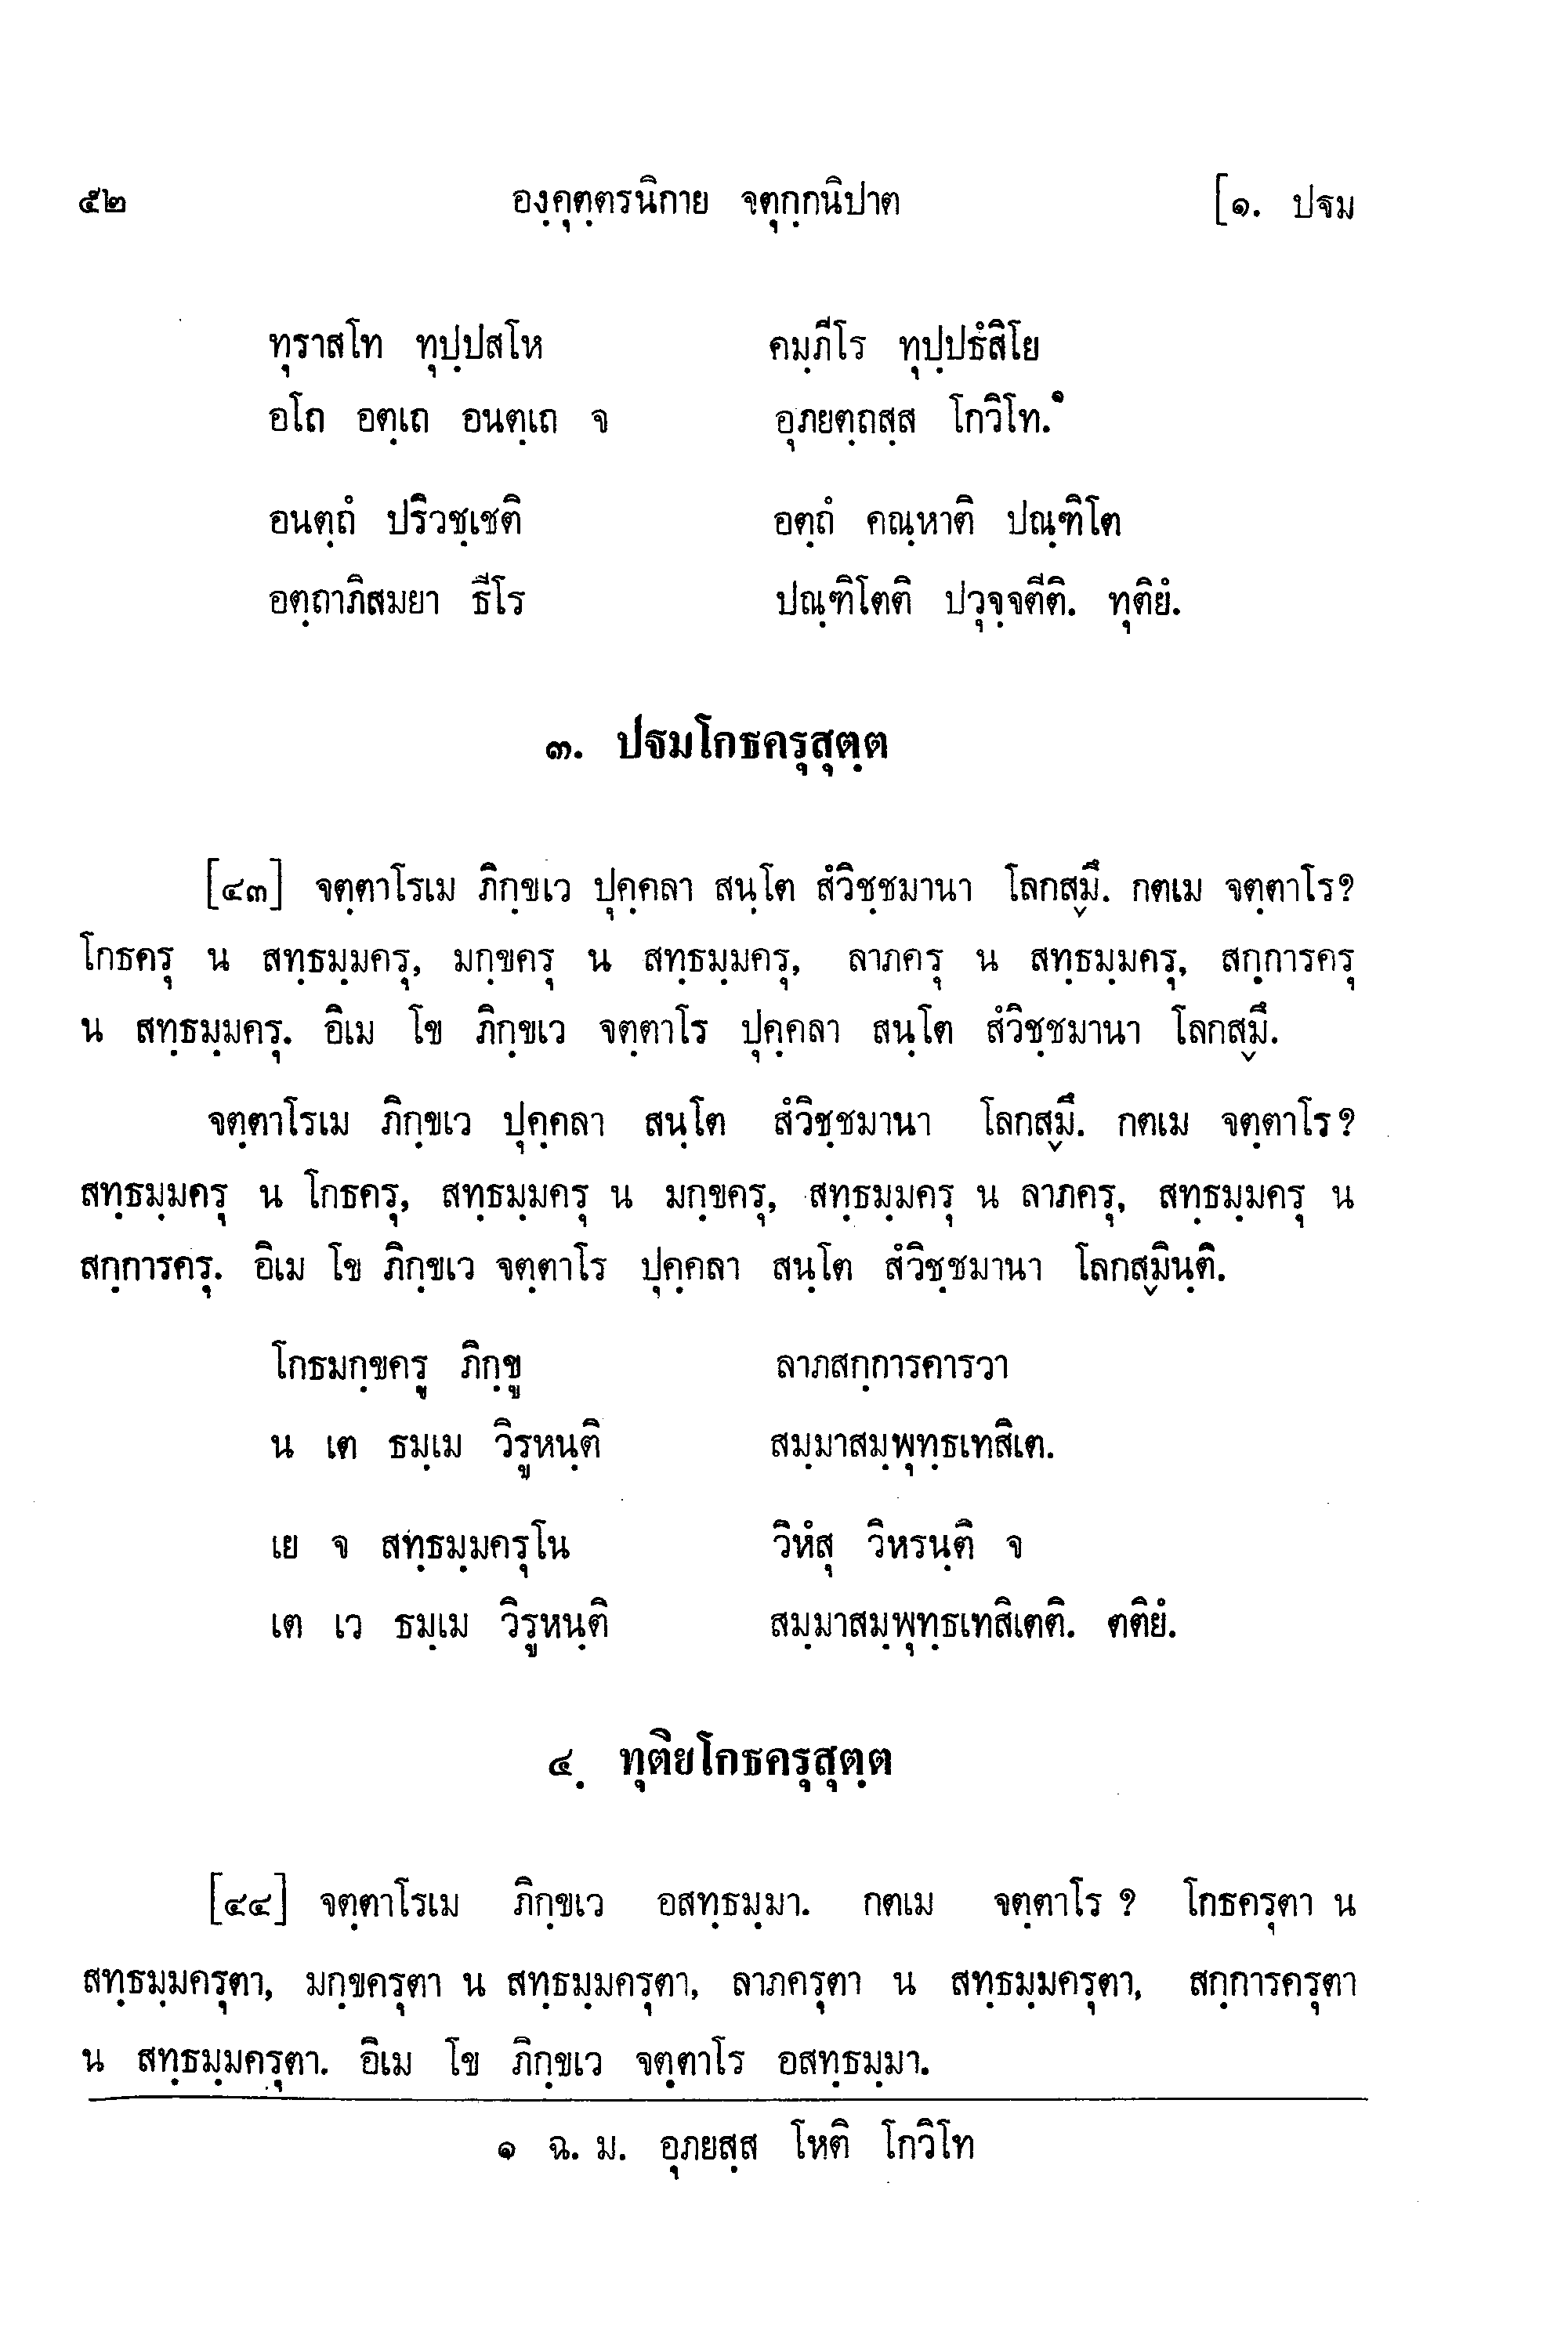 ๕๒ องฺคุตฺตรนิกาย จตุกฺกนิปาต [๑. ปฐม
ทุราสโท ทุปฺปสโห คมฺภีโร ทุปฺปธํสิโย
อโถ อตฺเถ อนตฺเถ จ อุภยตฺถสฺส โกวิโท.๑
อนตฺถํ ปริวชฺเชติ อตฺถํ คณฺหาติ ปณฺฑิโต
อตฺถาภิสมยา ธีโร ปณฺฑิโตติ ปวุจฺจตีติ. ทุติยํ.
๓. ปฐมโกธครุสุตฺต
[๔๓] จตฺตาโรเม ภิกฺขเว ปุคฺคลา สนฺโต สํวิชฺชมานา โลกสฺมึ. กตเม จตฺตาโร?
โกธครุ น สทฺธมฺมครุ, มกฺขครุ น สทฺธมฺมครุ, ลาภครุ น สทฺธมฺมครุ, สกฺการครุ
น สทฺธมฺมครุ. อิเม โข ภิกฺขเว จตฺตาโร ปุคฺคลา สนฺโต สํวิชฺชมานา โลกสฺมึ.
จตฺตาโรเม ภิกฺขเว ปุคฺคลา สนฺโต สํวิชฺชมานา โลกสฺมึ. กตเม จตฺตาโร?
สทฺธมฺมครุ น โกธครุ, สทฺธมฺมครุ น มกฺขครุ, สทฺธมฺมครุ น ลาภครุ, สทฺธมฺมครุ น
สกฺการครุ. อิเม โข ภิกฺขเว จตฺตาโร ปุคฺคลา สนฺโต สํวิชฺชมานา โลกสฺมินฺติ.
โกธมกฺขครู ภิกฺขู ลาภสกฺการคารวา
น เต ธมฺเม วิรูหนฺติ สมฺมาสมฺพุทฺธเทสิเต.
เย จ สทฺธมฺมครุโน วิหํสุ วิหรนฺติ จ
เต เว ธมฺเม วิรูหนฺติ สมฺมาสมฺพุทฺธเทสิเตติ. ตติยํ.
๔. ทุติยโกธครุสุตฺต
[๔๔] จตฺตาโรเม ภิกฺขเว อสทฺธมฺมา. กตเม จตฺตาโร ? โกธครุตา น
สทฺธมฺมครุตา, มกฺขครุตา น สทฺธมฺมครุตา, ลาภครุตา น สทฺธมฺมครุตา, สกฺการครุตา
น สทฺธมฺมครุตา. อิเม โข ภิกฺขเว จตฺตาโร อสทฺธมฺมา.
๑ ฉ. ม. อุภยสฺส โหติ โกวิโท